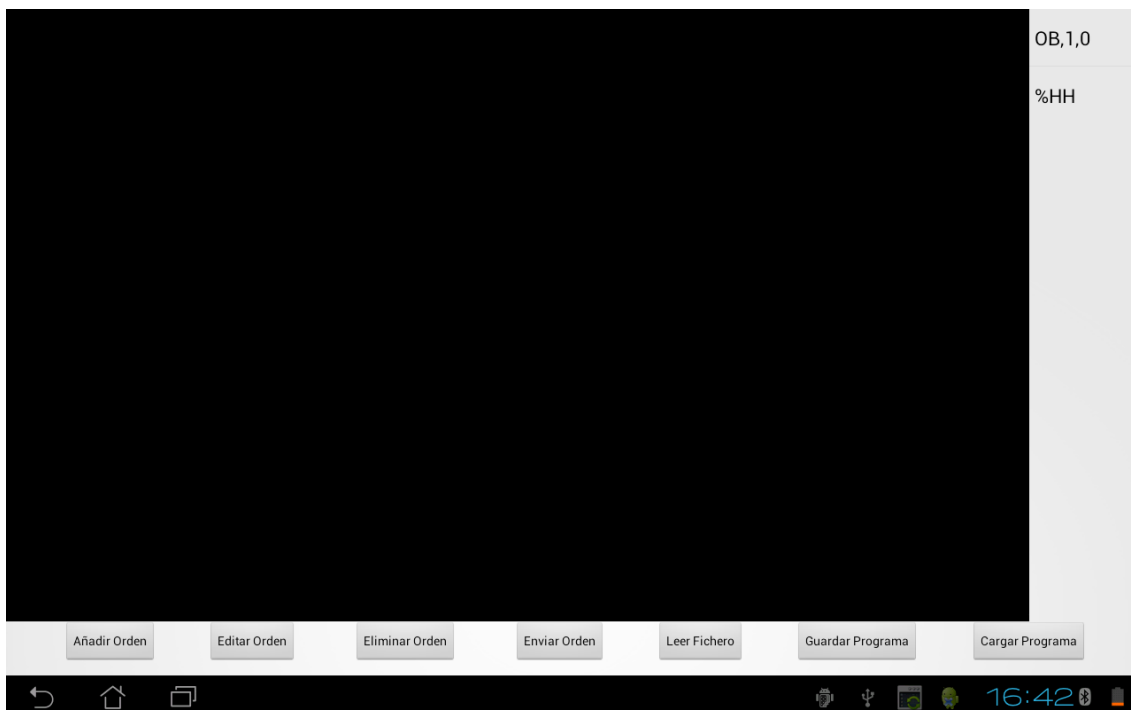 OB,1,0
%HH
Añadir Orden Editar Orden Eliminar Orden Enviar Orden Leer Fichero Guardar Programa Cargar Programa
16:42